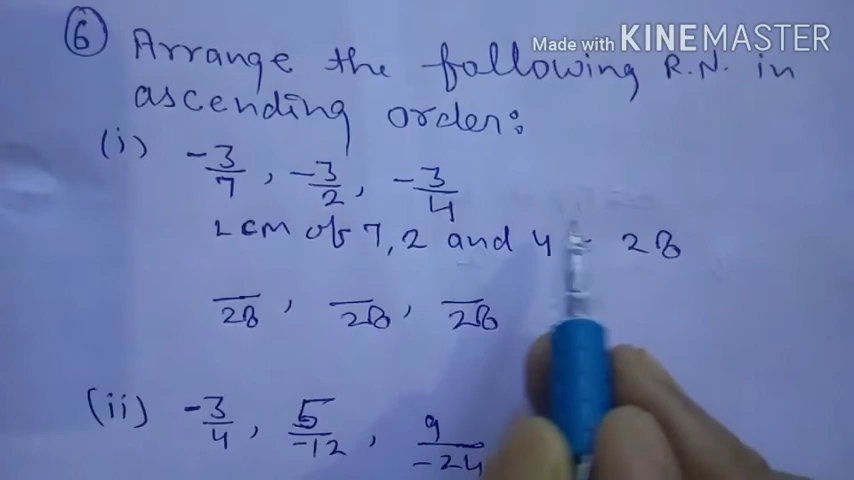 Made with KINEMASTER
⑥ Arrange the following R.N. in
ascending order:
(i) -3/7, -3/2, -3/4
LCM of 7, 2 and 4 = 28
/28, /28, /28
(ii) -3/4, 5/-12, 9/-24